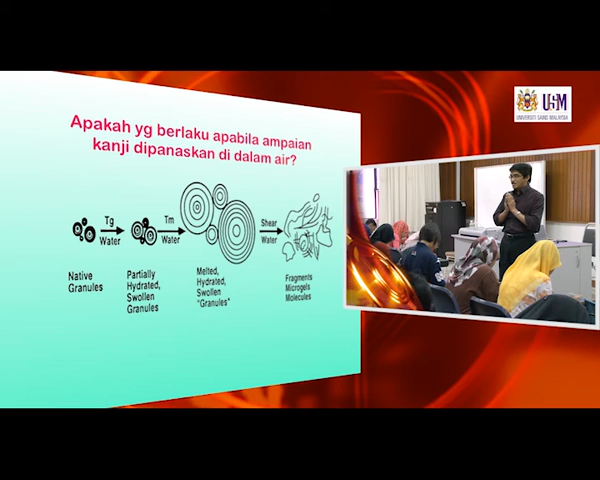 Apakah yg berlaku apabila ampaian
kanji dipanaskan di dalam air?
Tg
Water
Tm
Water
Shear
Water
Native
Granules
Partially
Hydrated,
Swollen
Granules
Melted,
Hydrated,
Swollen
"Granules"
Fragments
Microgels
Molecules
USM
UNIVERSITI SAINS MALAYSIA